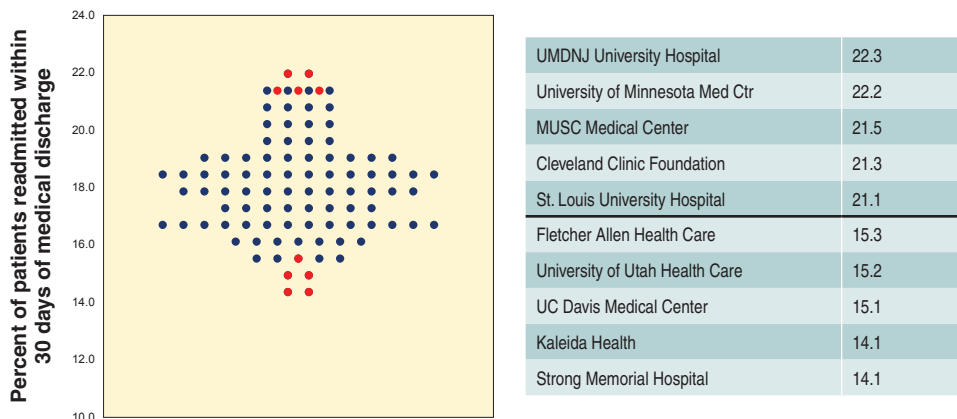 Percent of patients readmitted within
30 days of medical discharge
24.0
22.0
20.0
18.0
16.0
14.0
12.0
10.0
UMDNJ University Hospital 22.3
University of Minnesota Med Ctr 22.2
MUSC Medical Center 21.5
Cleveland Clinic Foundation 21.3
St. Louis University Hospital 21.1
Fletcher Allen Health Care 15.3
University of Utah Health Care 15.2
UC Davis Medical Center 15.1
Kaleida Health 14.1
Strong Memorial Hospital 14.1